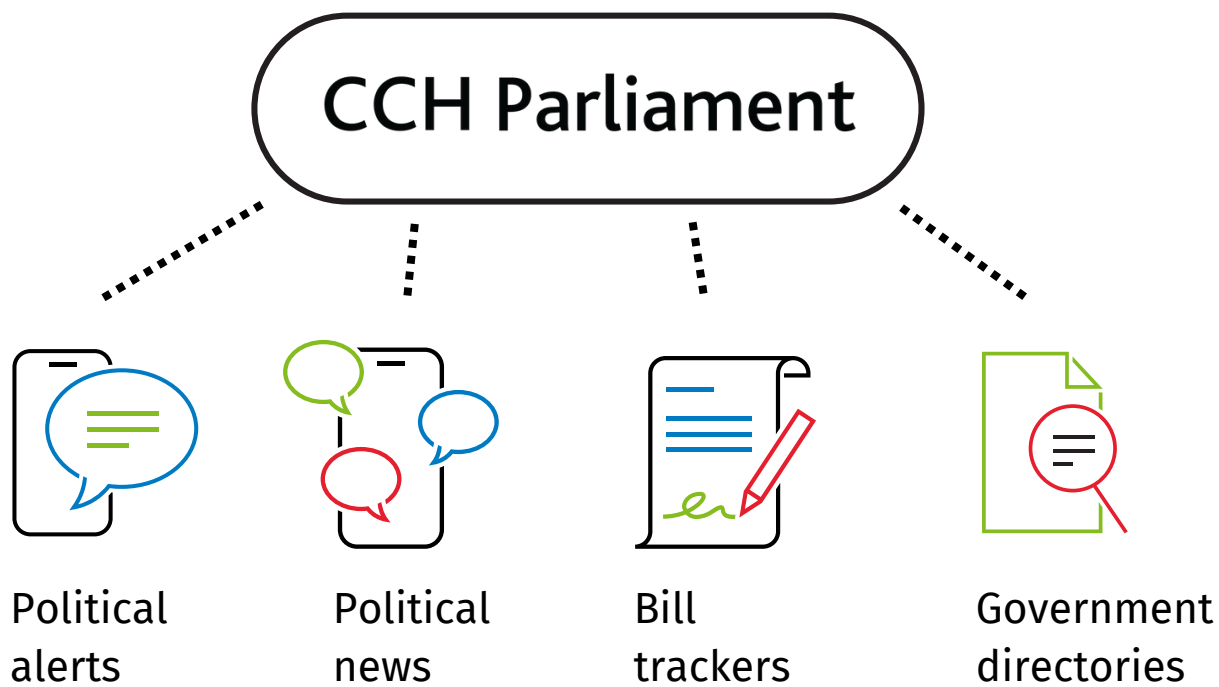 CCH Parliament
Political
alerts
Political
news
Bill
trackers
Government
directories